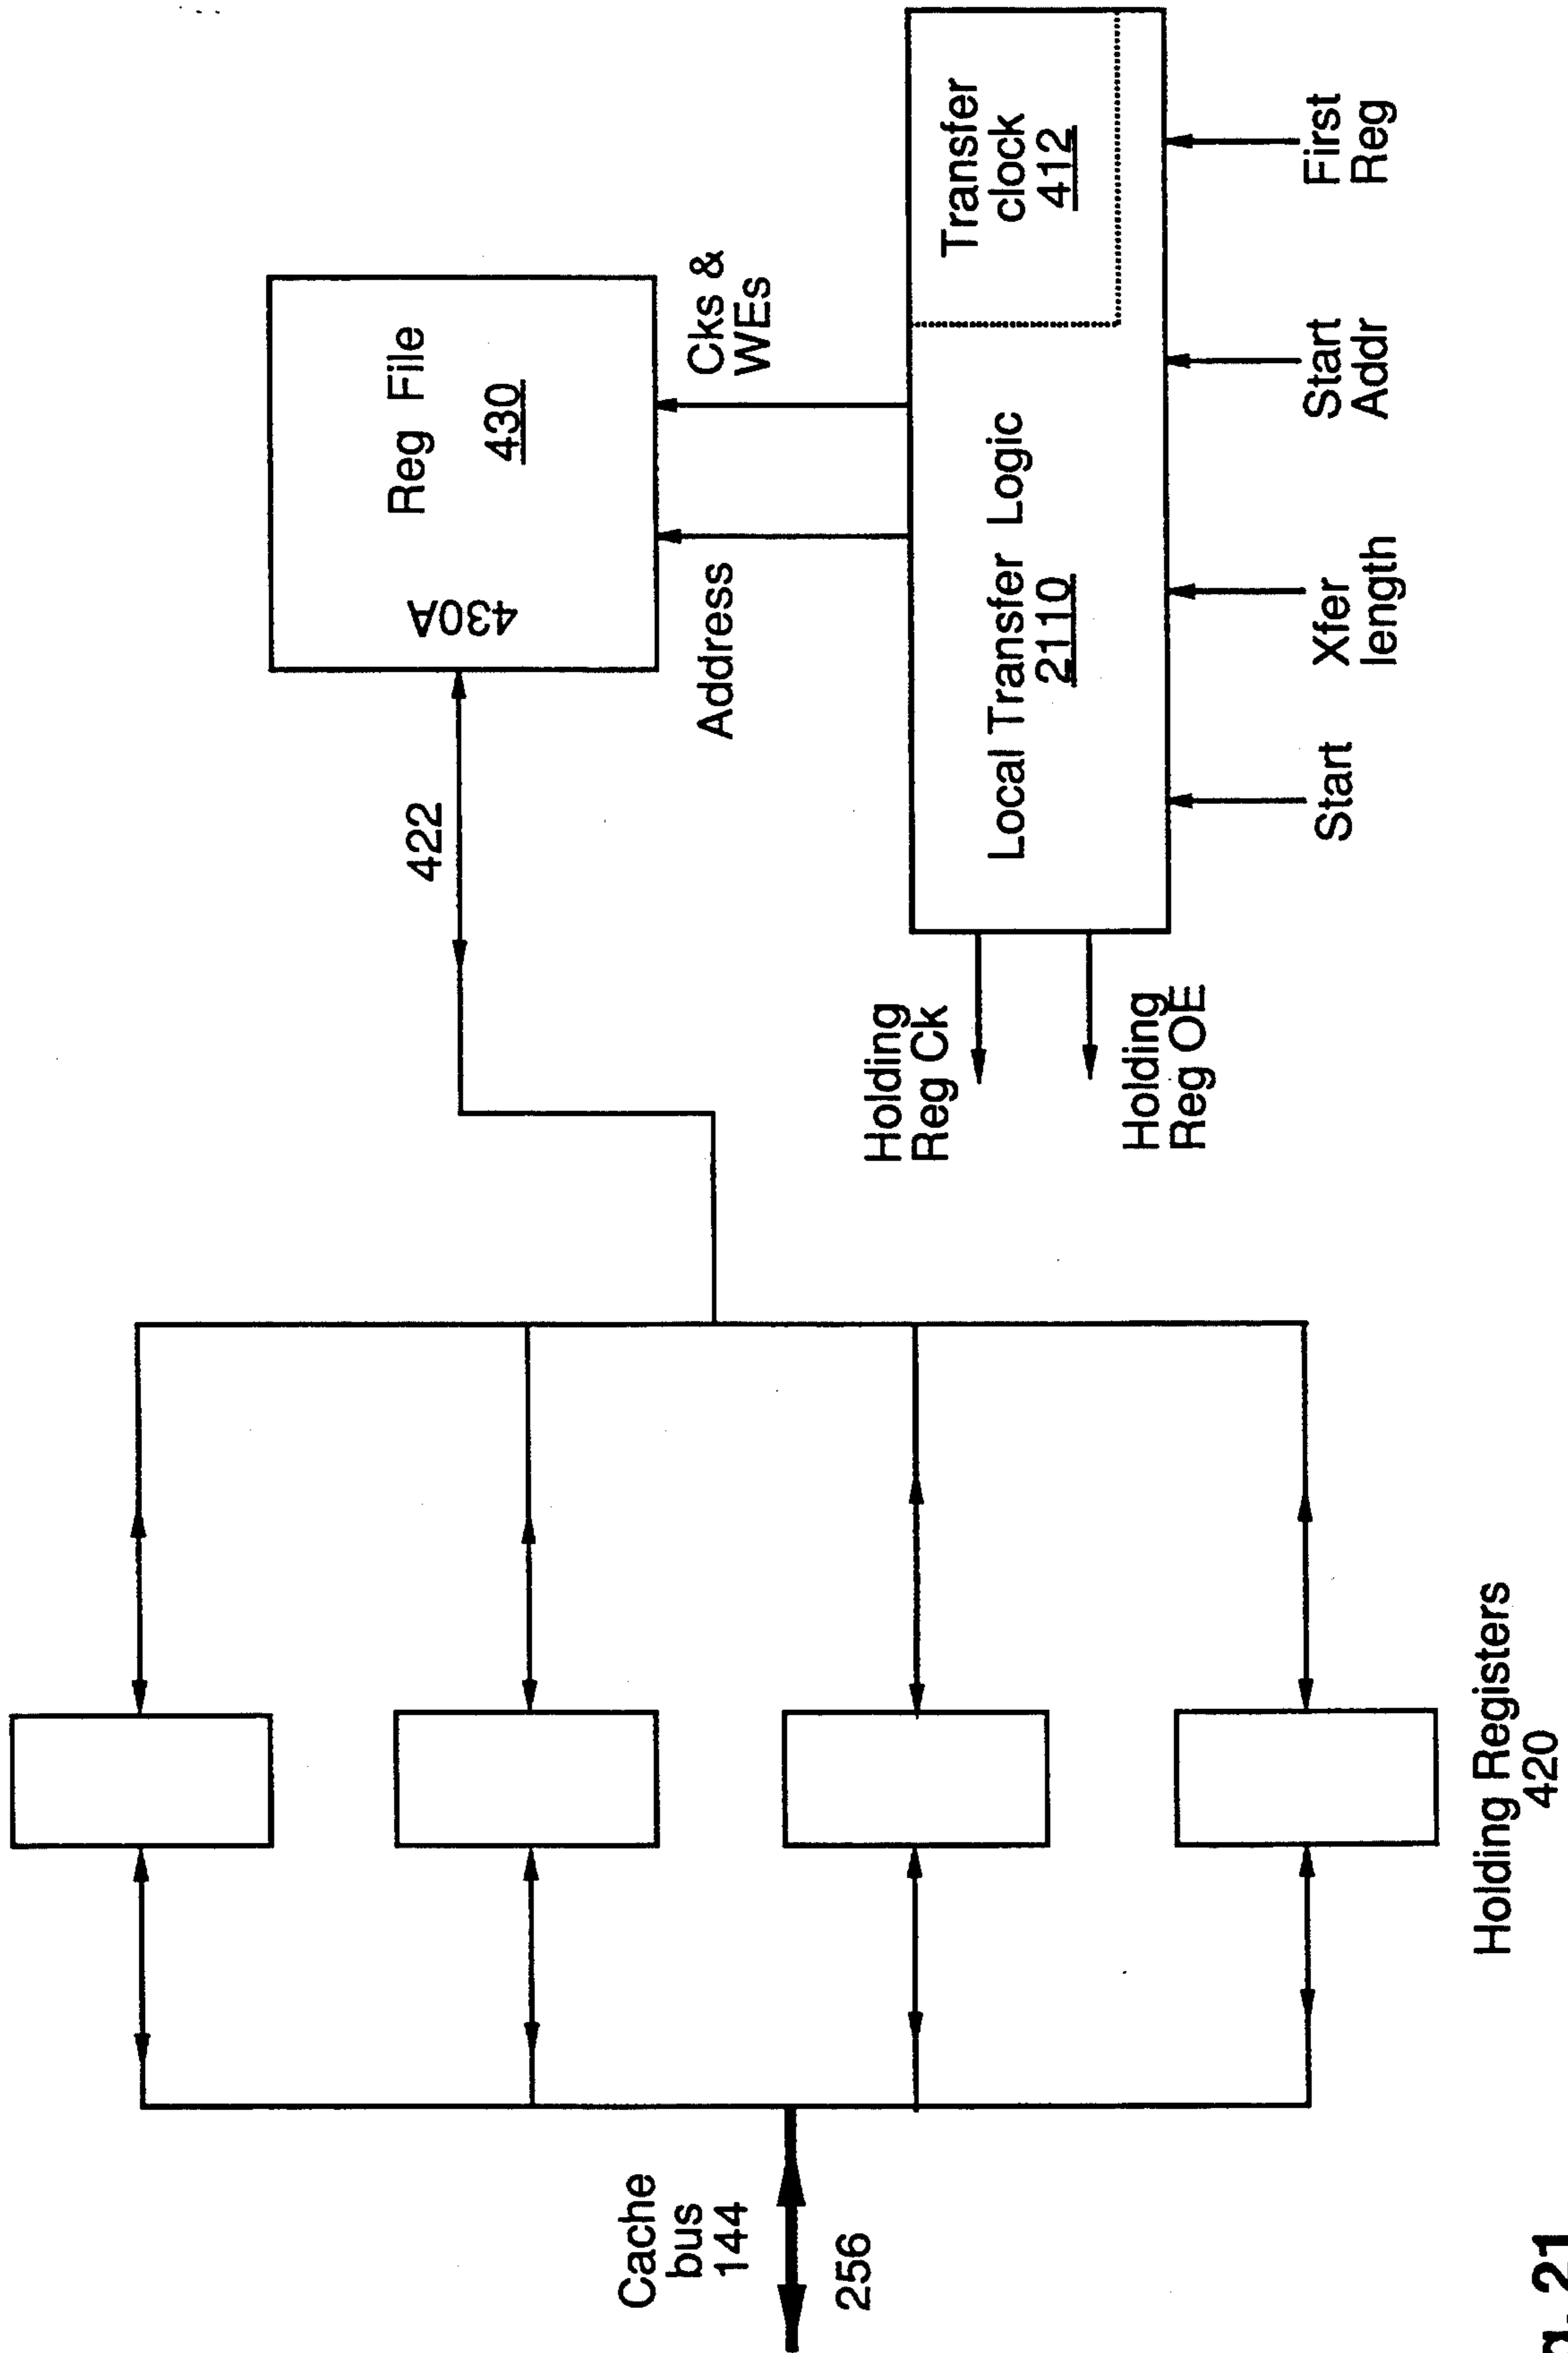 Cache
bus
144
256
Holding Registers
420
422
Reg File
430
430A
Address
Cks &
WEs
Holding
Reg Ck
Holding
Reg OE
Local Transfer Logic
2110
Transfer
clock
412
Start
Xfer
length
Start
Addr
First
Reg
21